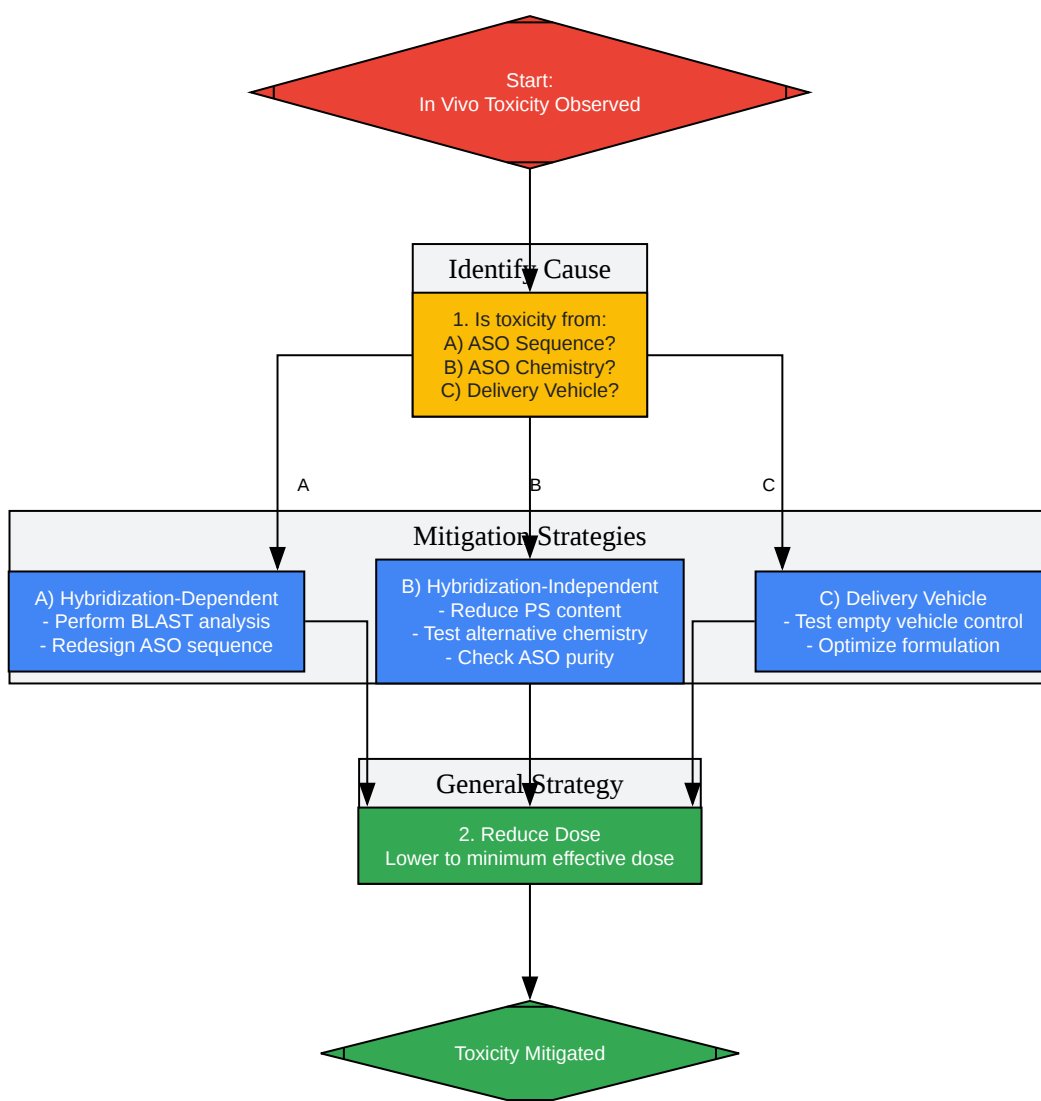 Start:
In Vivo Toxicity Observed
Identify Cause
1. Is toxicity from:
A) ASO Sequence?
B) ASO Chemistry?
C) Delivery Vehicle?
A
B
C
Mitigation Strategies
A) Hybridization-Dependent
- Perform BLAST analysis
- Redesign ASO sequence
B) Hybridization-Independent
- Reduce PS content
- Test alternative chemistry
- Check ASO purity
C) Delivery Vehicle
- Test empty vehicle control
- Optimize formulation
General Strategy
2. Reduce Dose
Lower to minimum effective dose
Toxicity Mitigated